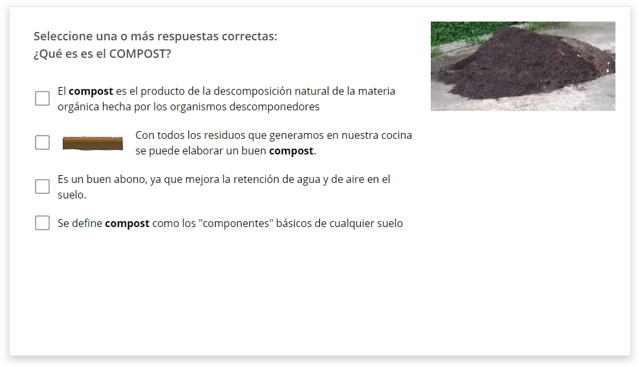 Seleccione una o más respuestas correctas:
¿Qué es es el COMPOST?
El compost es el producto de la descomposición natural de la materia
orgánica hecha por los organismos descomponedores
Con todos los residuos que generamos en nuestra cocina
se puede elaborar un buen compost.
Es un buen abono, ya que mejora la retención de agua y de aire en el
suelo.
Se define compost como los "componentes" básicos de cualquier suelo